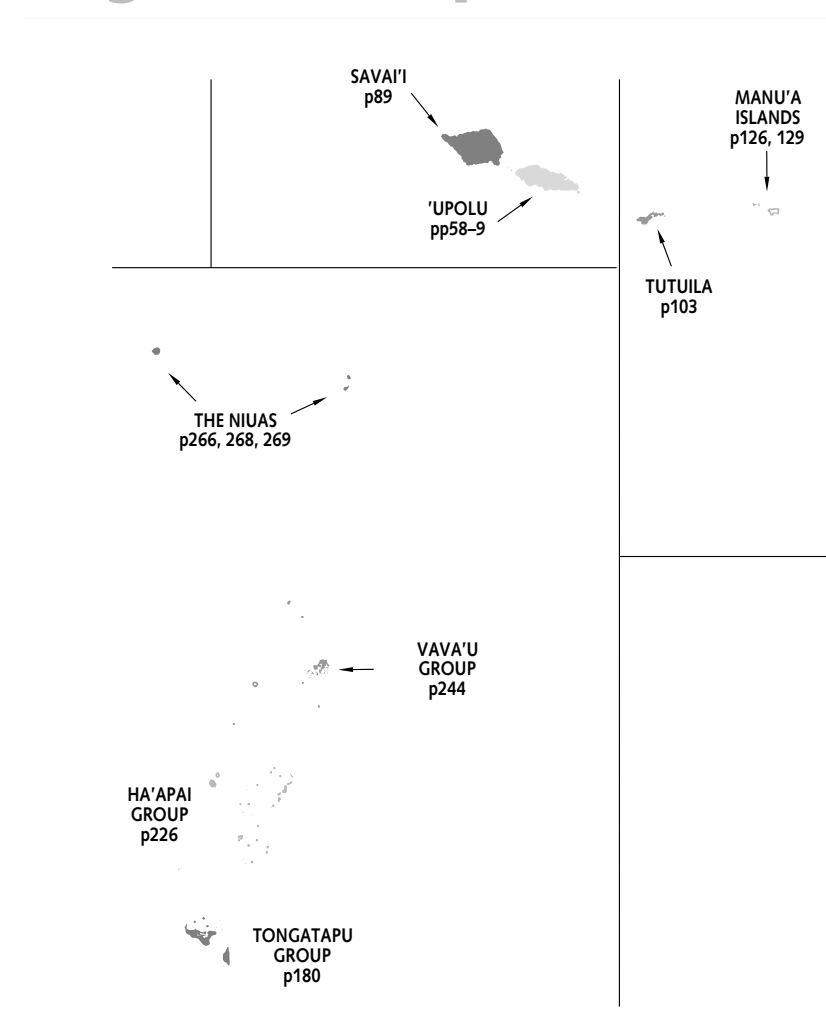 SAVAI'I
p89
MANU'A
ISLANDS
p126, 129
'UPOLU
pp58–9
TUTUILA
p103
THE NIUAS
p266, 268, 269
VAVA'U
GROUP
p244
HA'APAI
GROUP
p226
TONGATAPU
GROUP
p180